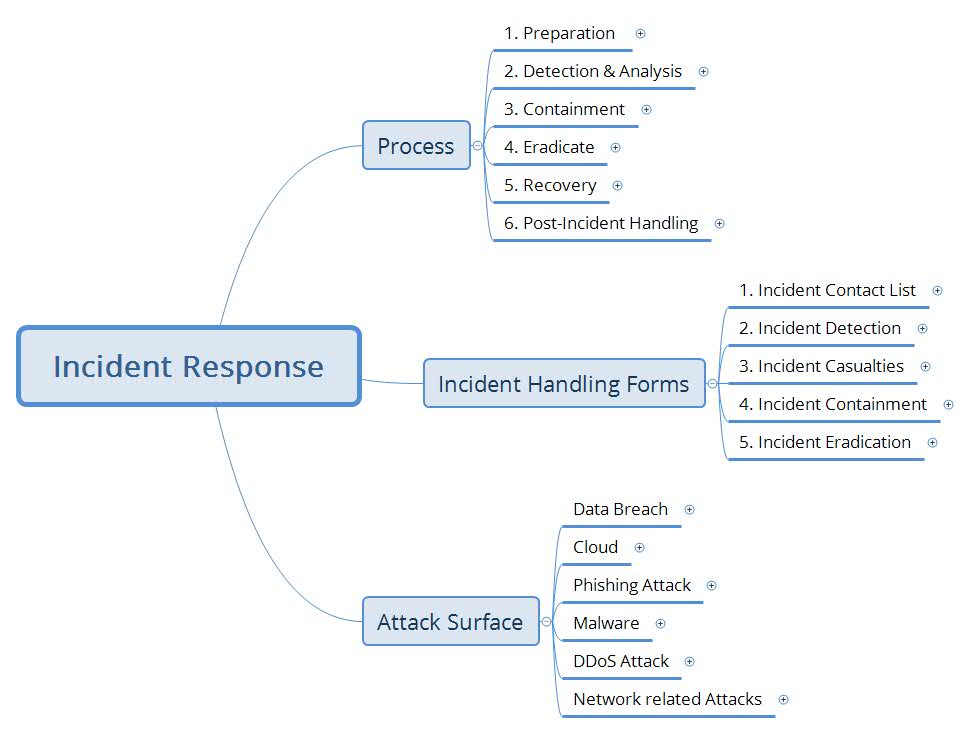 Incident Response
Process
1. Preparation
2. Detection & Analysis
3. Containment
4. Eradicate
5. Recovery
6. Post-Incident Handling
Incident Handling Forms
1. Incident Contact List
2. Incident Detection
3. Incident Casualties
4. Incident Containment
5. Incident Eradication
Attack Surface
Data Breach
Cloud
Phishing Attack
Malware
DDoS Attack
Network related Attacks